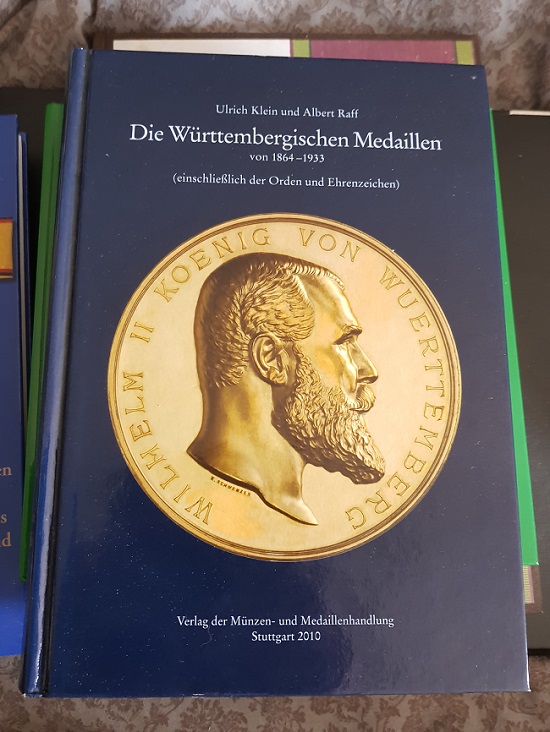 Ulrich Klein und Albert Raff
Die Württembergischen Medaillen
von 1864–1933
(einschließlich der Orden und Ehrenzeichen)
WILHELM II KOENIG VON WUERTTEMBERG
K. SCHWENZER
Verlag der Münzen- und Medaillenhandlung
Stuttgart 2010